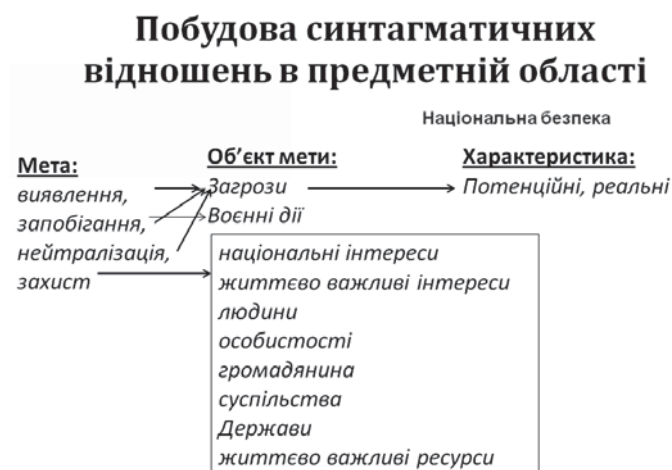 Побудова синтагматичних
відношень в предметній області
Національна безпека
Мета:
виявлення,
запобігання,
нейтралізація,
захист
Об’єкт мети:
Загрози
Воєнні дії
національні інтереси
життєво важливі інтереси
людини
особистості
громадянина
суспільства
Держави
життєво важливі ресурси
Характеристика:
Потенційні, реальні